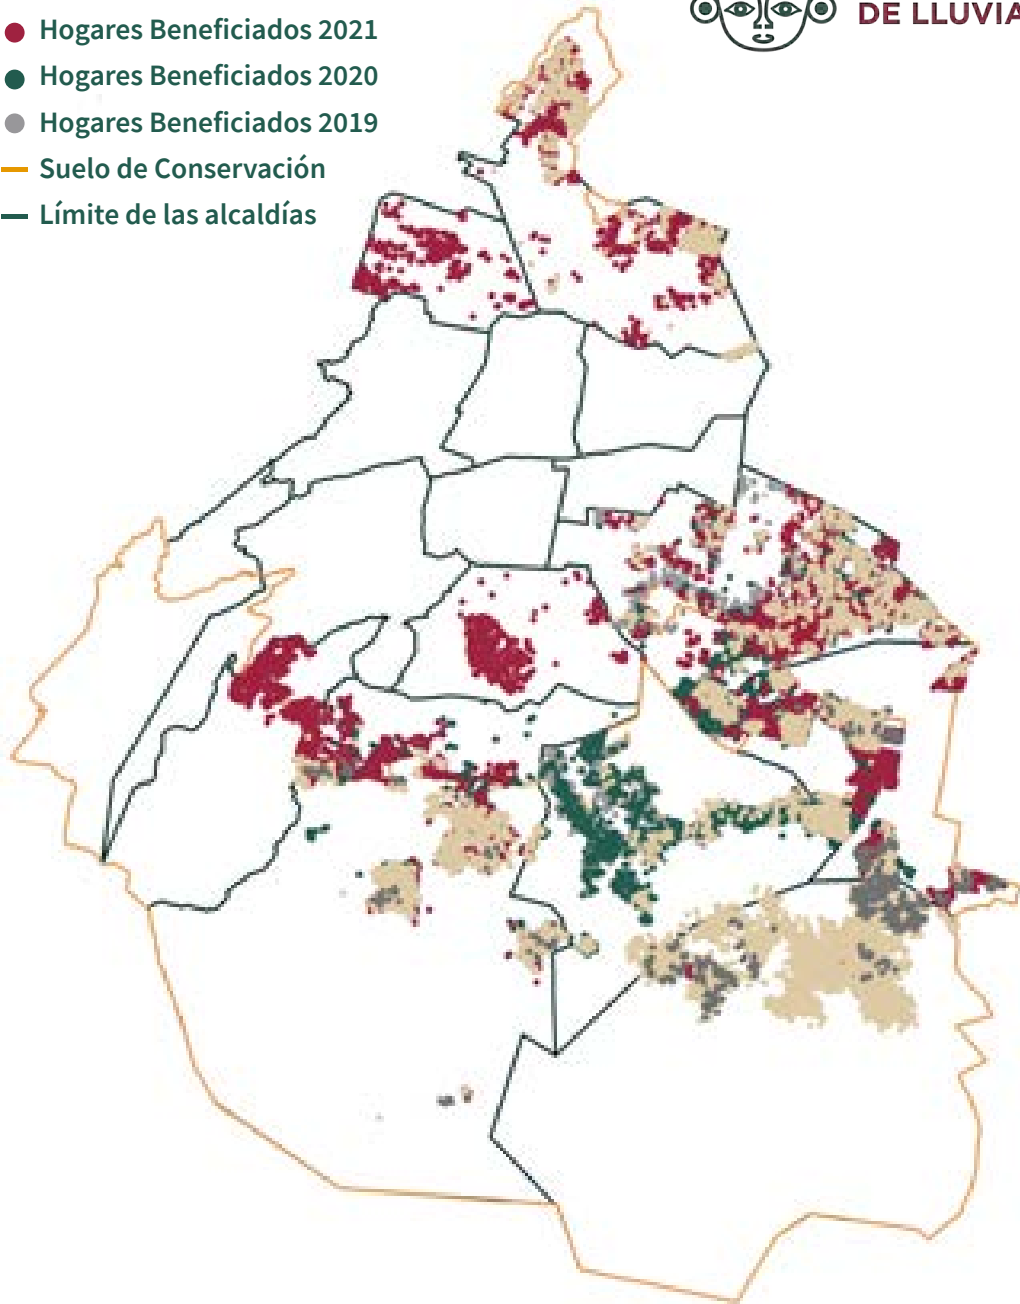 Hogares Beneficiados 2021
DE LLUVIA
Hogares Beneficiados 2020
Hogares Beneficiados 2019
Suelo de Conservación
Límite de las alcaldías